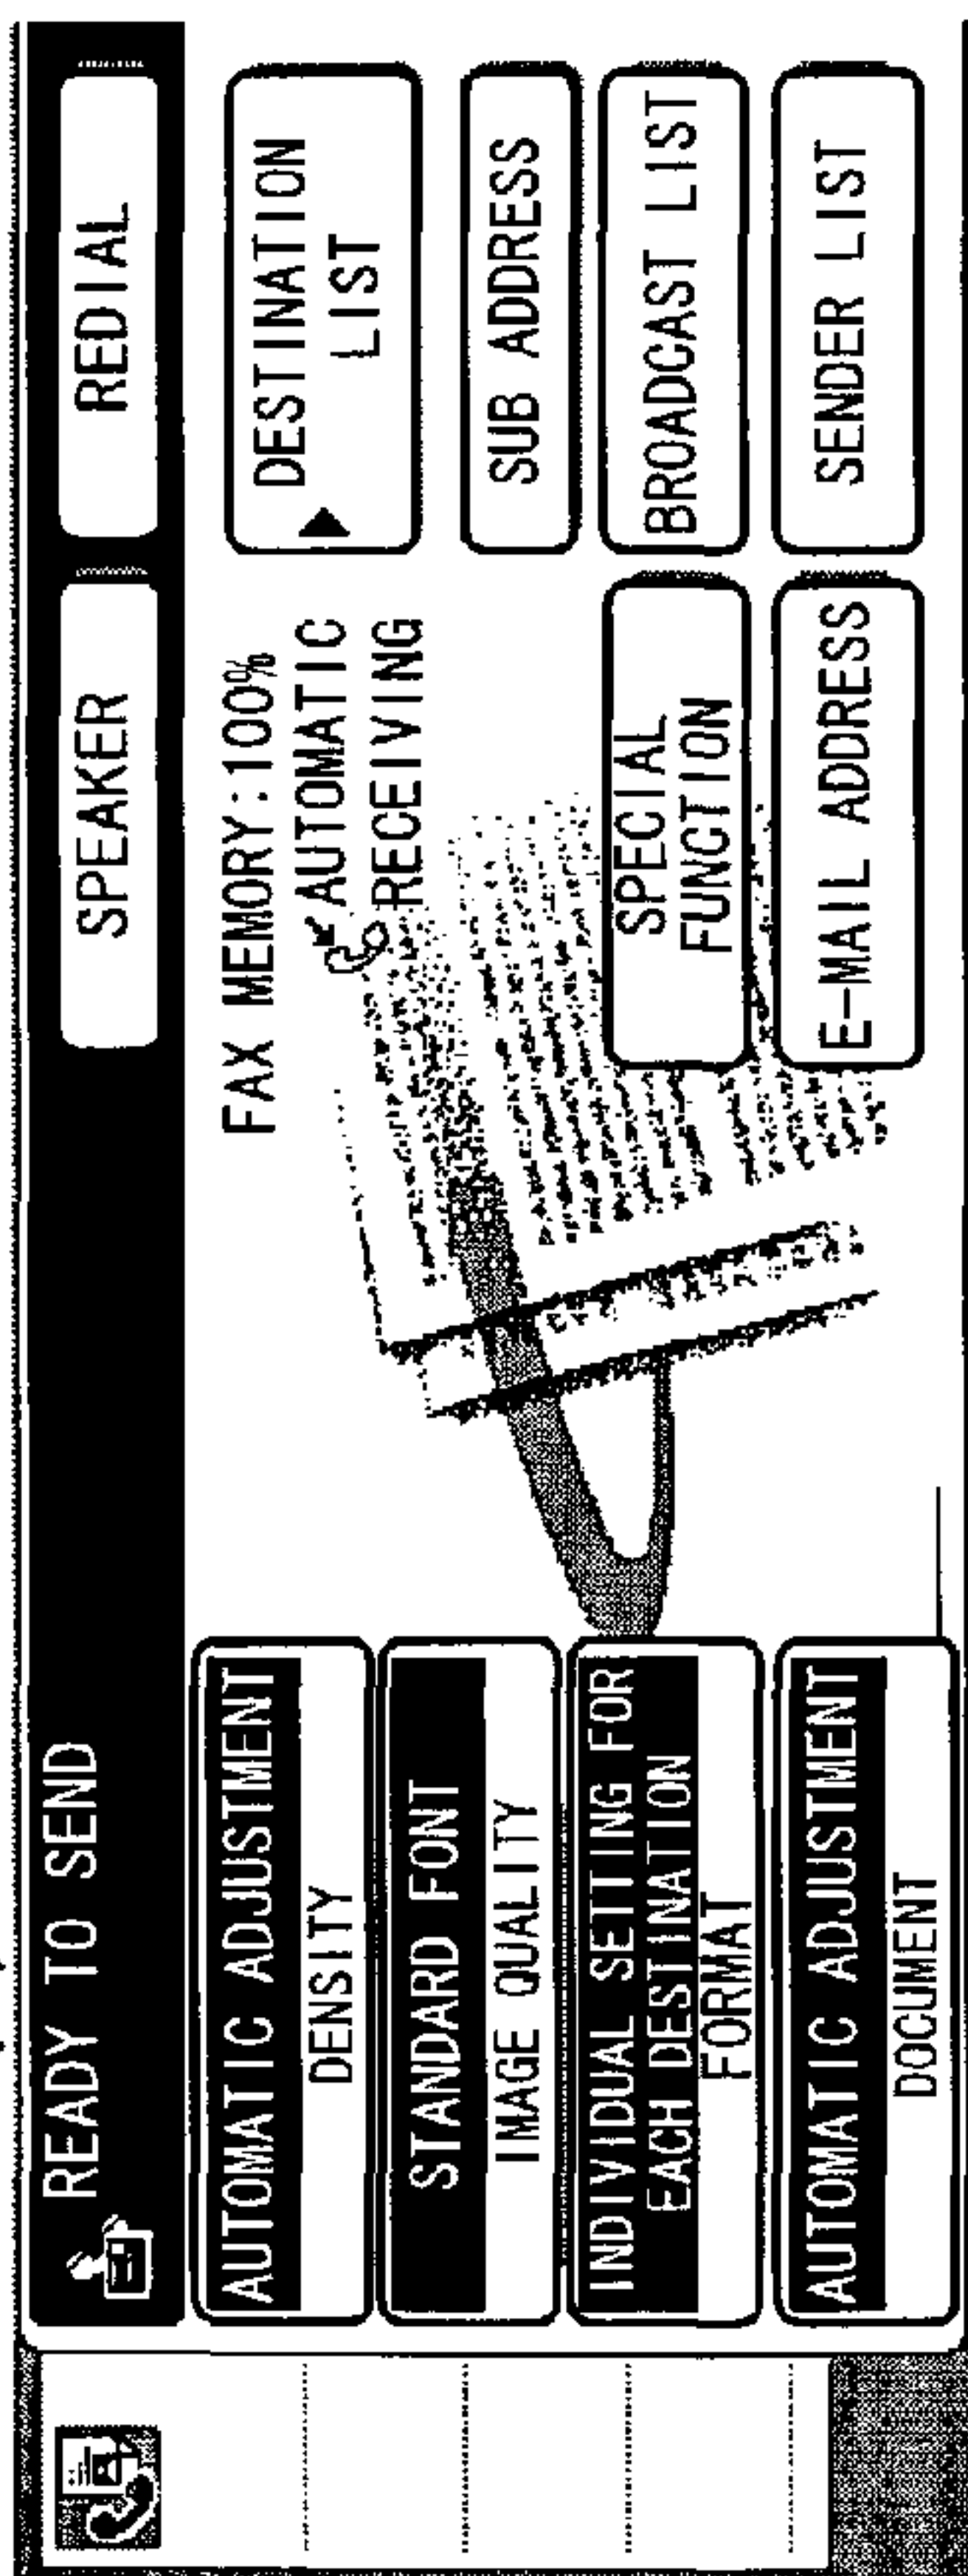 READY TO SEND
SPEAKER
REDIAL
AUTOMATIC ADJUSTMENT
DENSITY
STANDARD FONT
IMAGE QUALITY
INDIVIDUAL SETTING FOR
EACH DESTINATION
FORMAT
AUTOMATIC ADJUSTMENT
DOCUMENT
FAX MEMORY:100%
AUTOMATIC
RECEIVING
SPECIAL
FUNCTION
E-MAIL ADDRESS
▲ DESTINATION
LIST
SUB ADDRESS
BROADCAST LIST
SENDER LIST